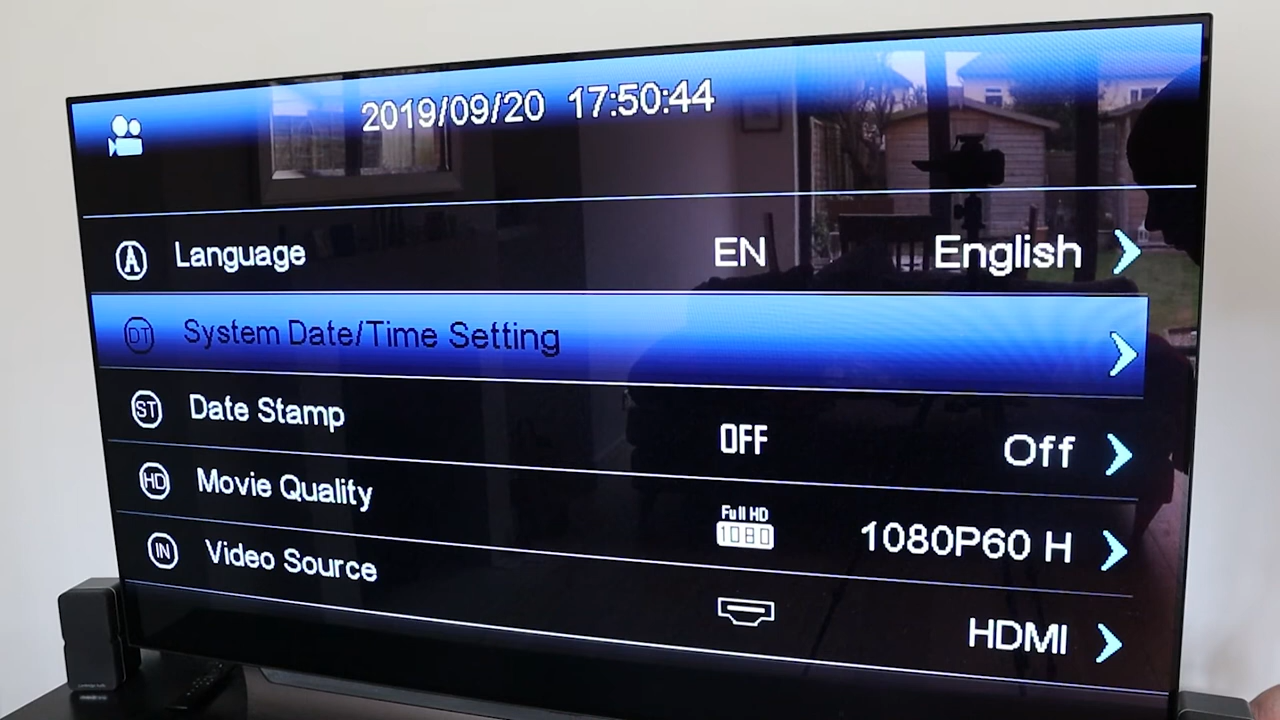 2019/09/20 17:50:44
A Language EN English
DT System Date/Time Setting
ST Date Stamp OFF Off
HD Movie Quality Full HD 1080 1080P60 H
IN Video Source HDMI